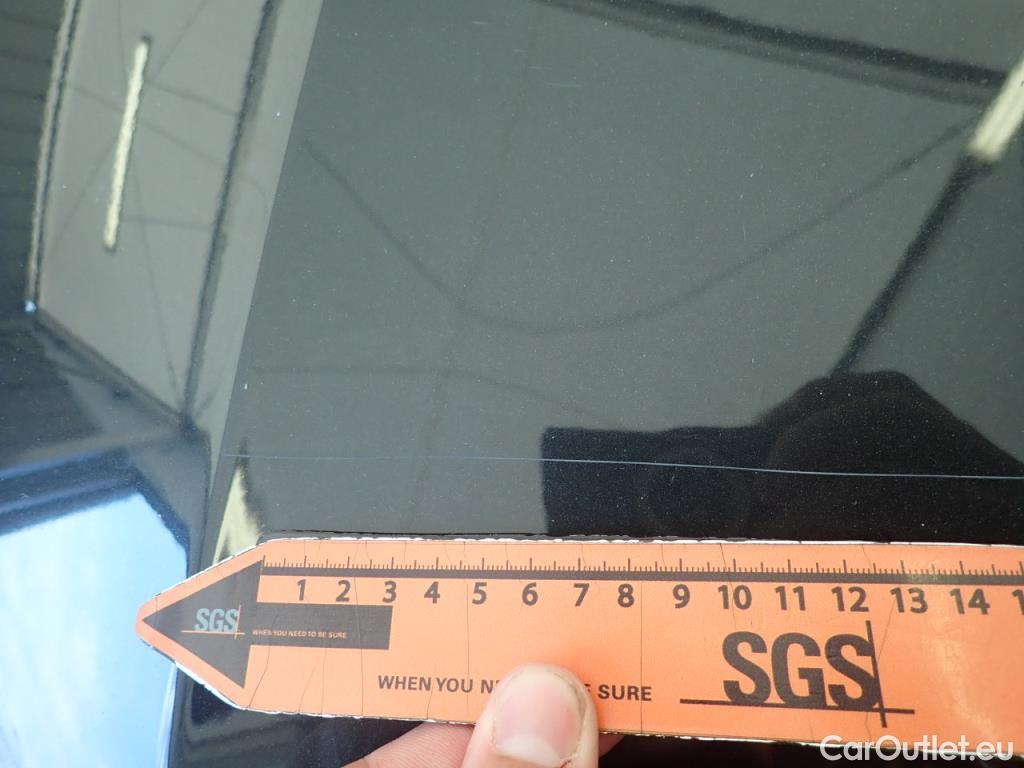 1 2 3 4 5 6 7 8 9 10 11 12 13 14
SGS
WHEN YOU NEED TO BE SURE
WHEN YOU SURE
SGS
CarOutlet.eu